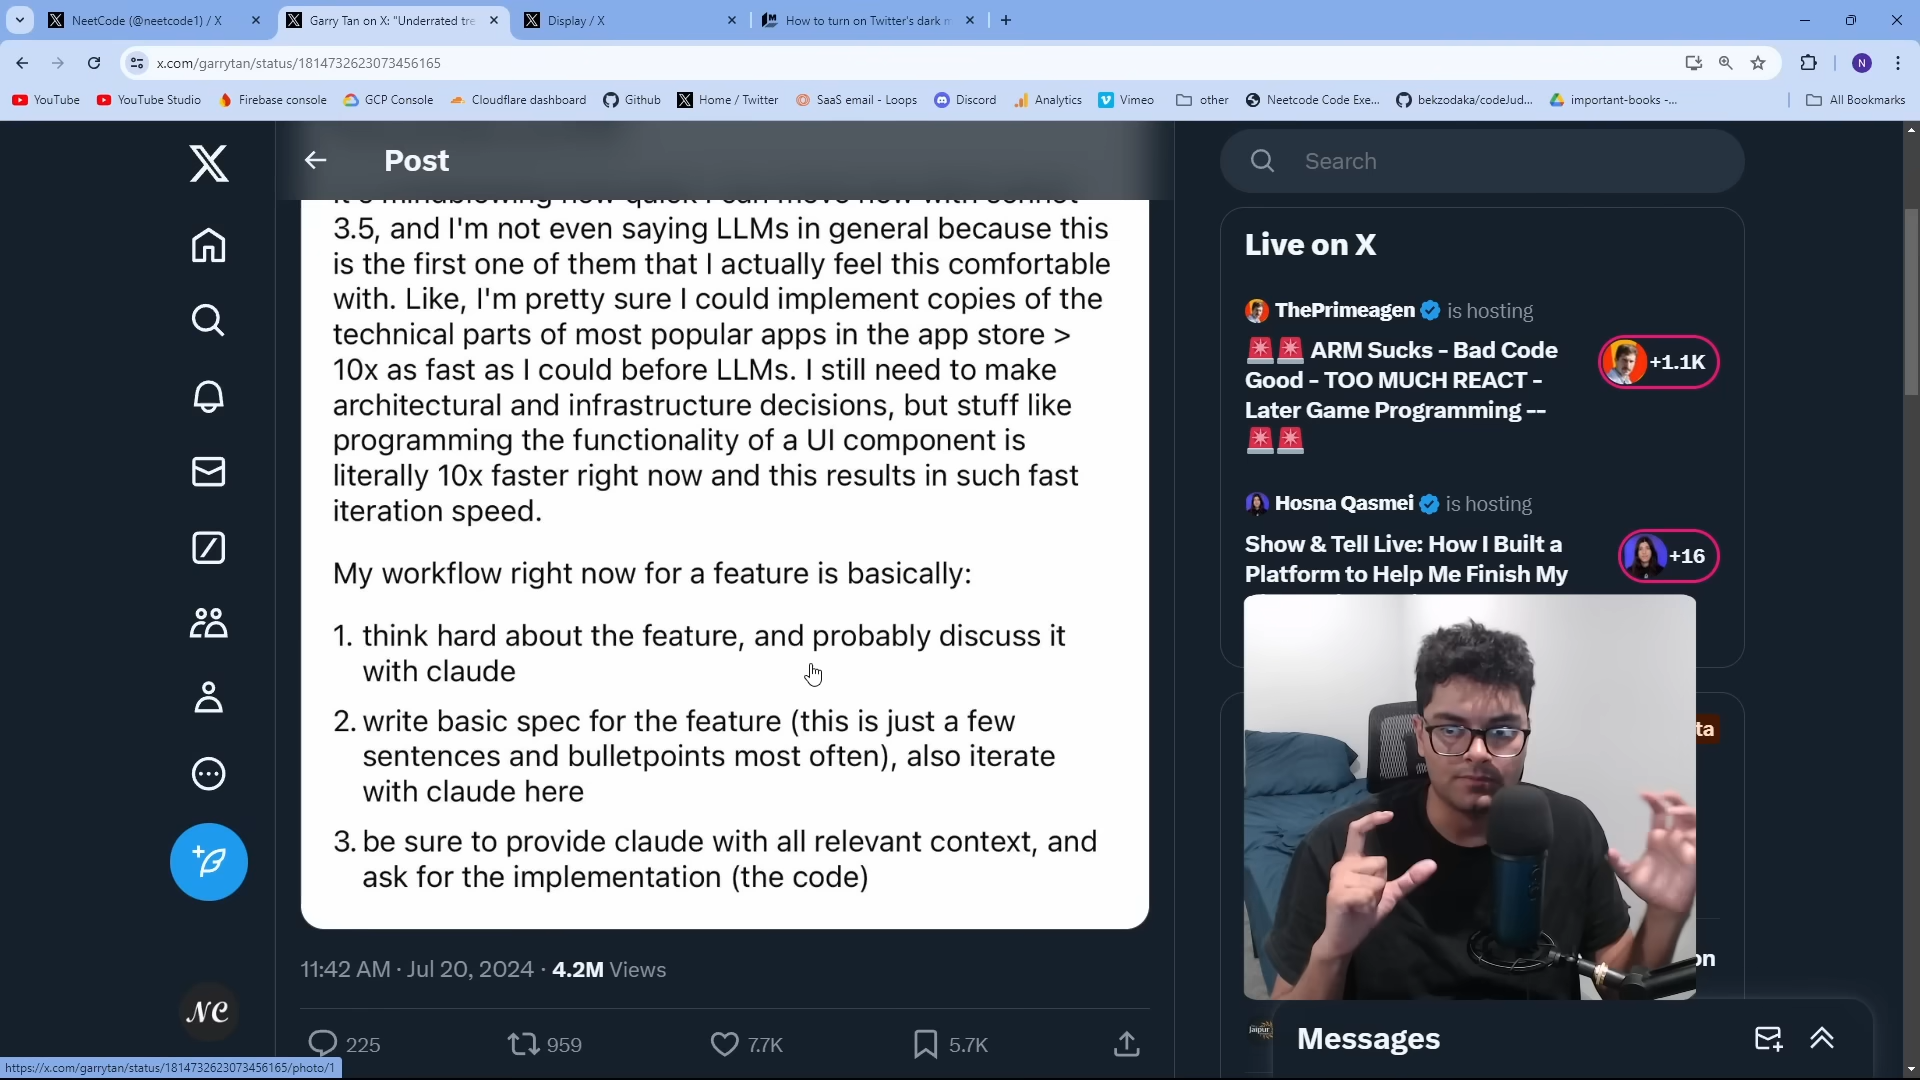 NeetCode (@neetcode1) / X
Garry Tan on X: "Underrated tre
Display / X
How to turn on Twitter's dark m
x.com/garrytan/status/1814732623073456165
N
YouTube
YouTube Studio
Firebase console
GCP Console
Cloudflare dashboard
Github
Home / Twitter
SaaS email - Loops
Discord
Analytics
Vimeo
other
Neetcode Code Exe...
bekzodaka/codeJud...
important-books -...
All Bookmarks
Post
it's mindblowing how quick I can move now with sonnet
3.5, and I'm not even saying LLMs in general because this
is the first one of them that I actually feel this comfortable
with. Like, I'm pretty sure I could implement copies of the
technical parts of most popular apps in the app store >
10x as fast as I could before LLMs. I still need to make
architectural and infrastructure decisions, but stuff like
programming the functionality of a UI component is
literally 10x faster right now and this results in such fast
iteration speed.
My workflow right now for a feature is basically:
1. think hard about the feature, and probably discuss it
with claude
2. write basic spec for the feature (this is just a few
sentences and bulletpoints most often), also iterate
with claude here
3. be sure to provide claude with all relevant context, and
ask for the implementation (the code)
11:42 AM · Jul 20, 2024 · 4.2M Views
225
959
7.7K
5.7K
NC
Search
Live on X
ThePrimeagen is hosting
ARM Sucks - Bad Code
Good - TOO MUCH REACT -
Later Game Programming --
+1.1K
Hosna Qasmei is hosting
Show & Tell Live: How I Built a
Platform to Help Me Finish My
+16
ta
on
Messages
https://x.com/garrytan/status/1814732623073456165/photo/1